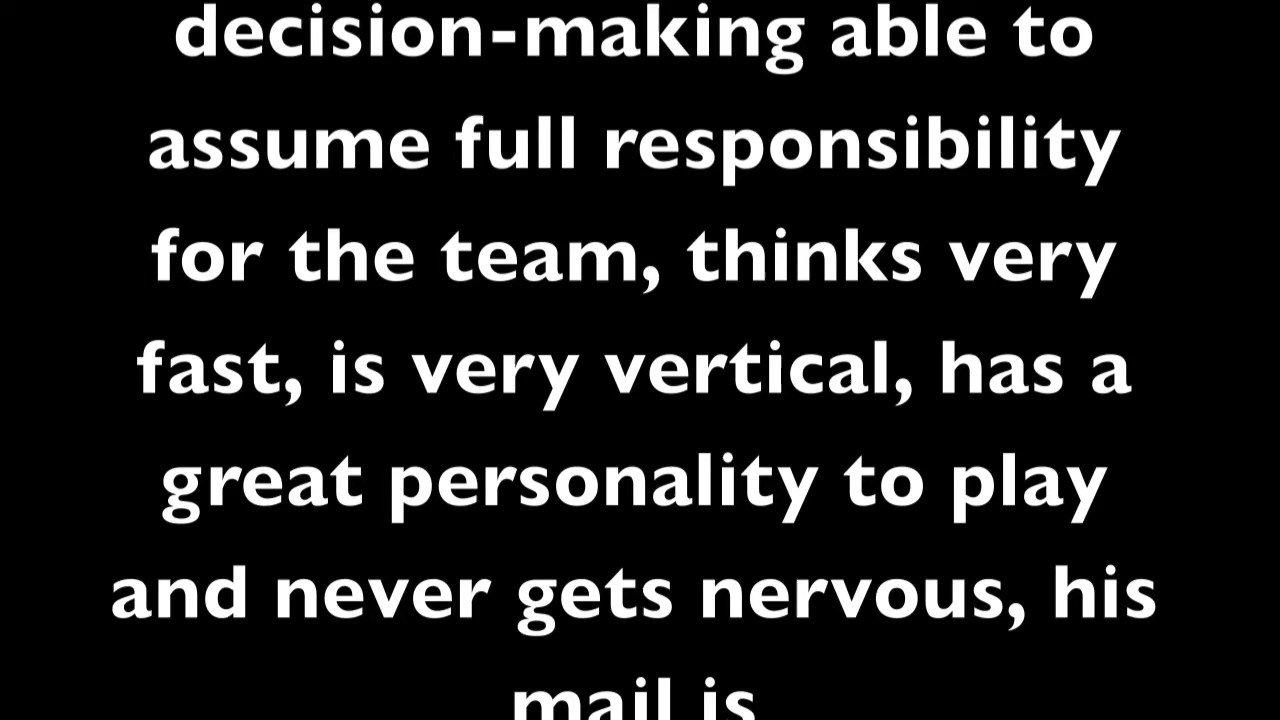 decision-making able to
assume full responsibility
for the team, thinks very
fast, is very vertical, has a
great personality to play
and never gets nervous, his
mail is